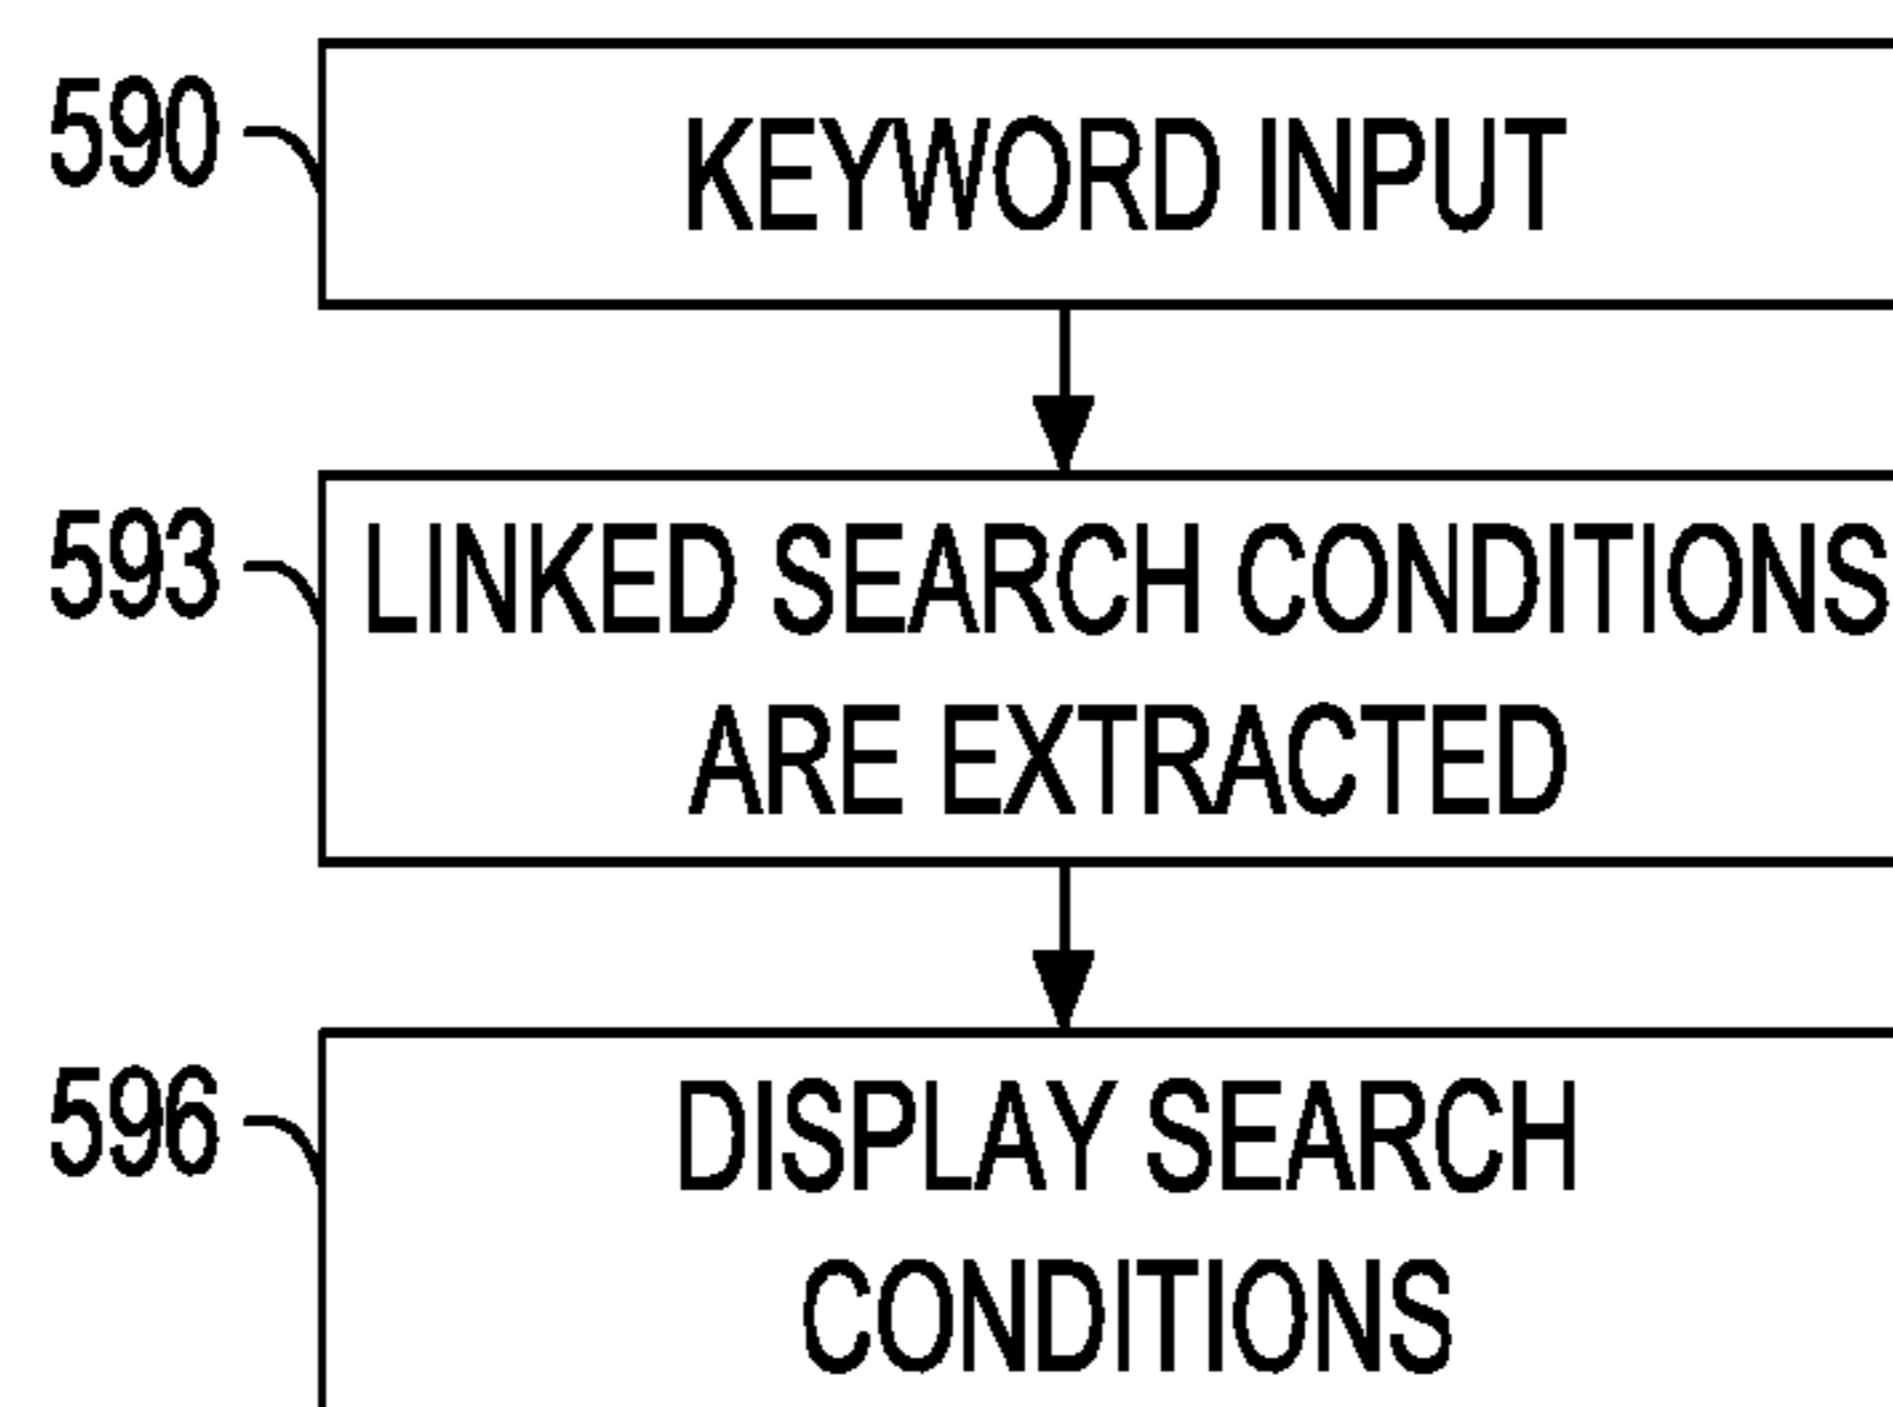 590 KEYWORD INPUT
593 LINKED SEARCH CONDITIONS
ARE EXTRACTED
596 DISPLAY SEARCH
CONDITIONS